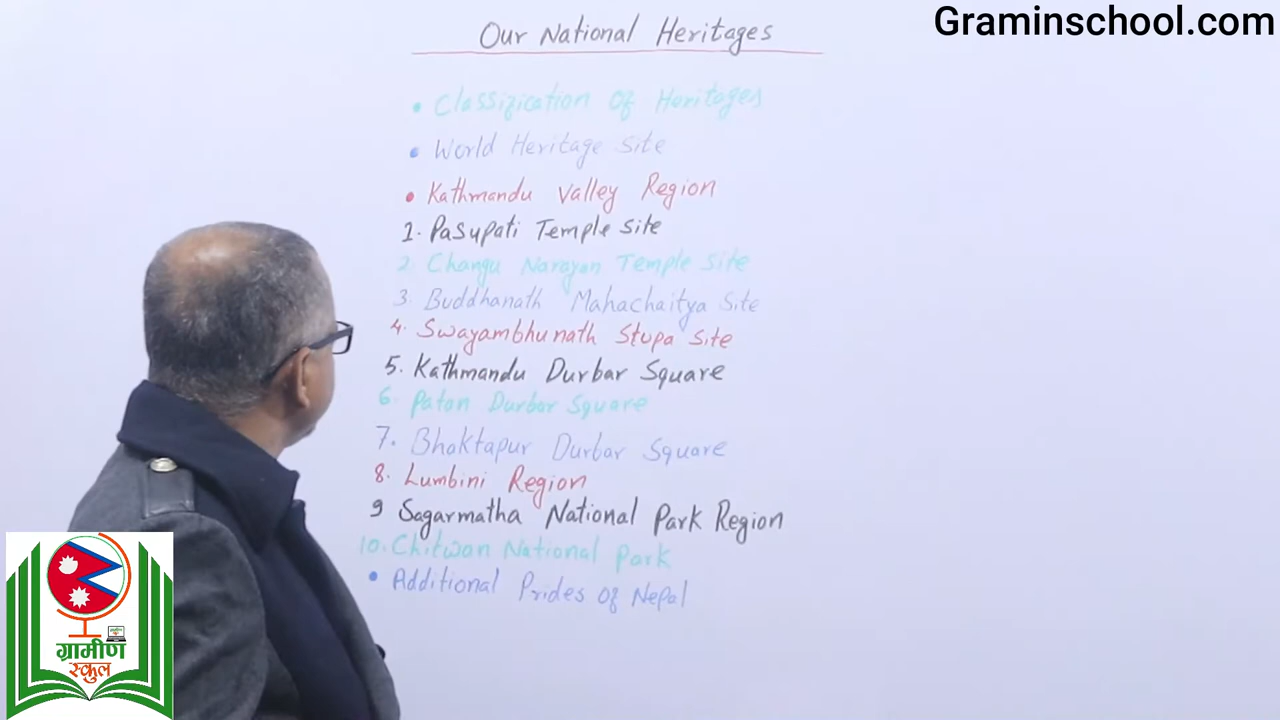 Graminschool.com
Our National Heritages
• Classification of Heritages
• World Heritage Site
• Kathmandu Valley Region
1. Pasupati Temple Site
2. Changu Narayan Temple Site
3. Buddhanath Mahachaitya Site
4. Swayambhunath Stupa Site
5. Kathmandu Durbar Square
6. Patan Durbar Square
7. Bhaktapur Durbar Square
8. Lumbini Region
9 Sagarmatha National Park Region
10. Chitwan National Park
• Additional Prides of Nepal
ग्रामीण
स्कुल